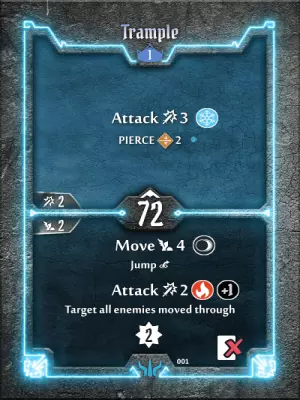 Trample
1
Attack 3
PIERCE 2
72
2
2
Move 4
Jump
Attack 2 +1
Target all enemies moved through
2
001